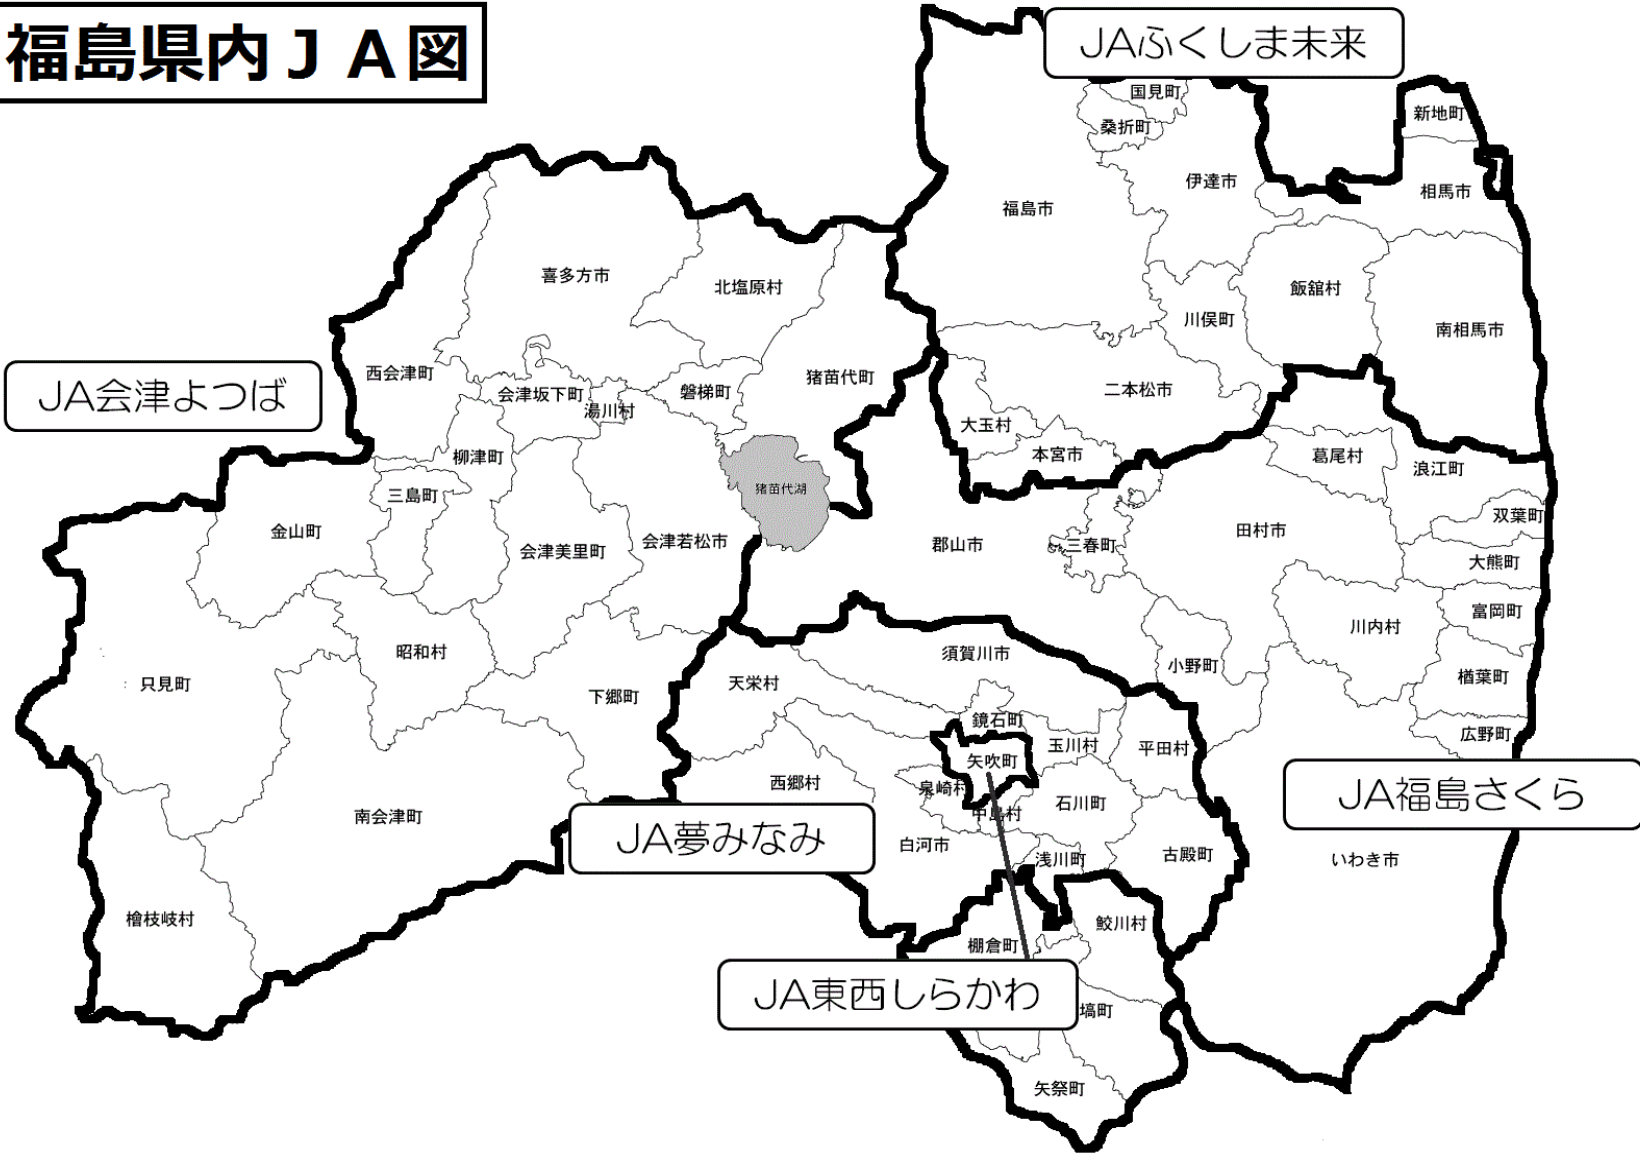 福島県内ＪＡ図
JAふくしま未来
国見町
桑折町
新地町
伊達市
相馬市
福島市
喜多方市
北塩原村
飯舘村
川俣町
南相馬市
西会津町
猪苗代町
JA会津よつば
会津坂下町
磐梯町
二本松市
湯川村
大玉村
本宮市
柳津町
葛尾村
浪江町
三島町
猪苗代湖
双葉町
金山町
田村市
会津美里町
会津若松市
郡山市
三春町
大熊町
富岡町
川内村
昭和村
須賀川市
小野町
楢葉町
只見町
天栄村
下郷町
鏡石町
広野町
玉川村
平田村
矢吹町
西郷村
泉崎村
JA福島さくら
石川町
中島村
南会津町
JA夢みなみ
白河市
浅川町
古殿町
いわき市
檜枝岐村
鮫川村
棚倉町
JA東西しらかわ
塙町
矢祭町